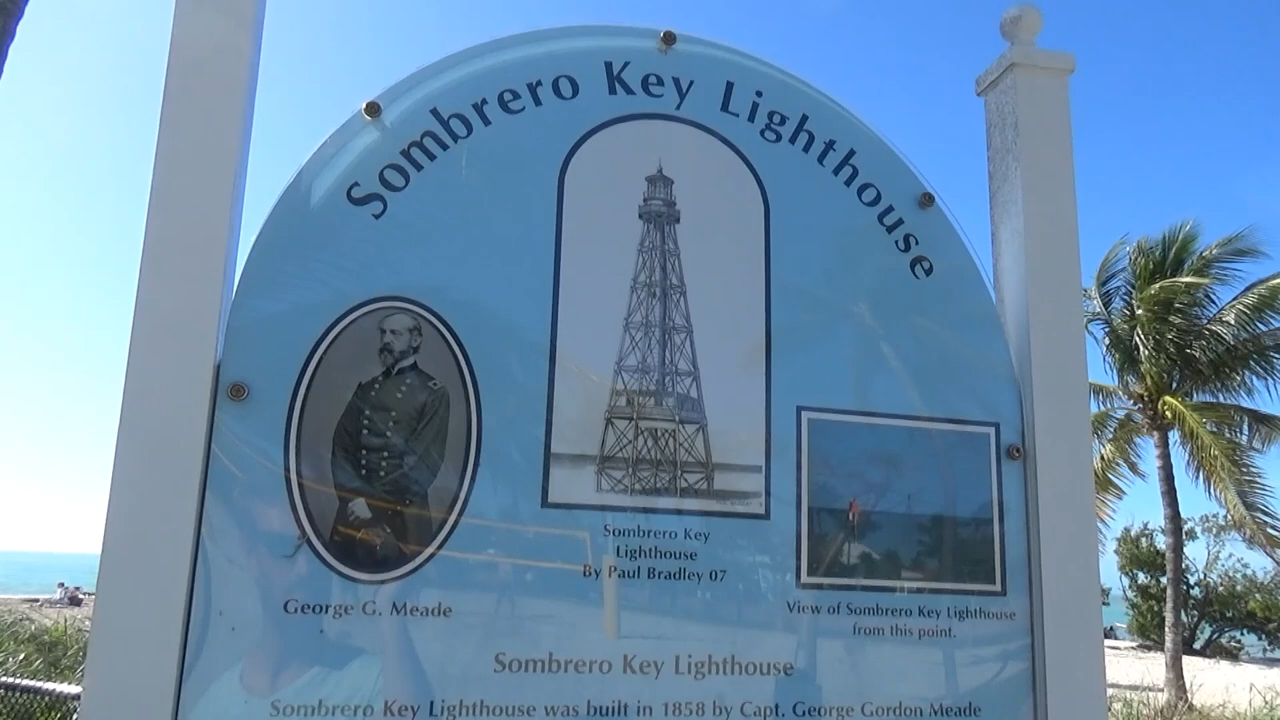 Sombrero Key Lighthouse
Sombrero Key
Lighthouse
By Paul Bradley 07
George G. Meade
View of Sombrero Key Lighthouse
from this point.
Sombrero Key Lighthouse
Sombrero Key Lighthouse was built in 1858 by Capt. George Gordon Meade